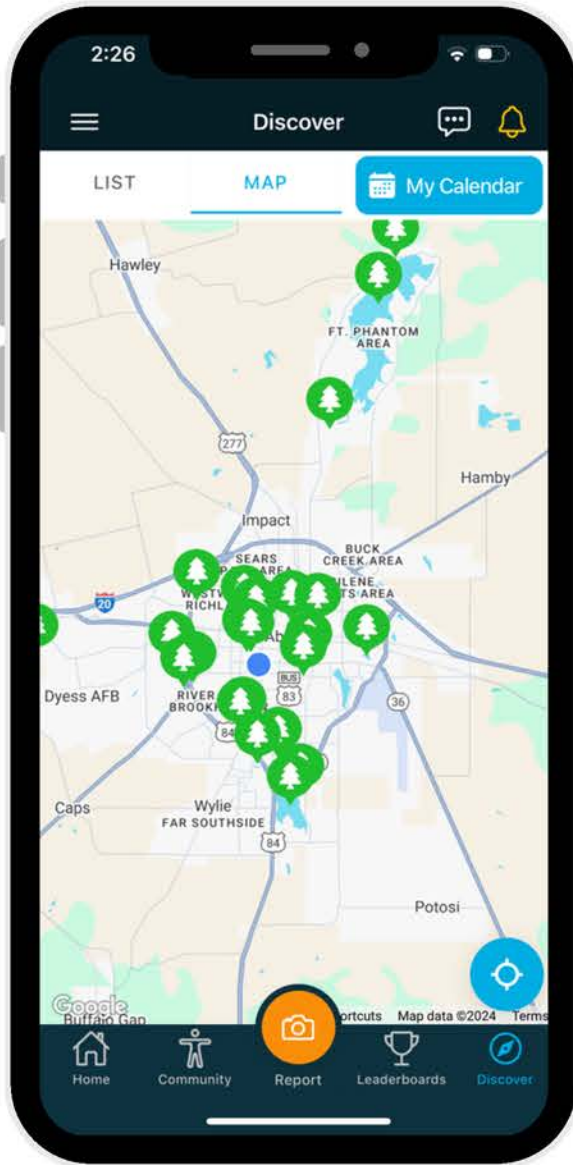 2:26
Discover
LIST
MAP
My Calendar
Hawley
FT. PHANTOM
AREA
277
Hamby
Impact
SEARS
BUCK
CREEK AREA
20
RICHL
Dyess AFB
RIVER
BROOK
BUS
83
36
84
Caps
Wylie
FAR SOUTHSIDE
84
Potosi
Google
Buffalo Gap
Map data ©2024
Terms
Home
Community
Report
Leaderboards
Discover